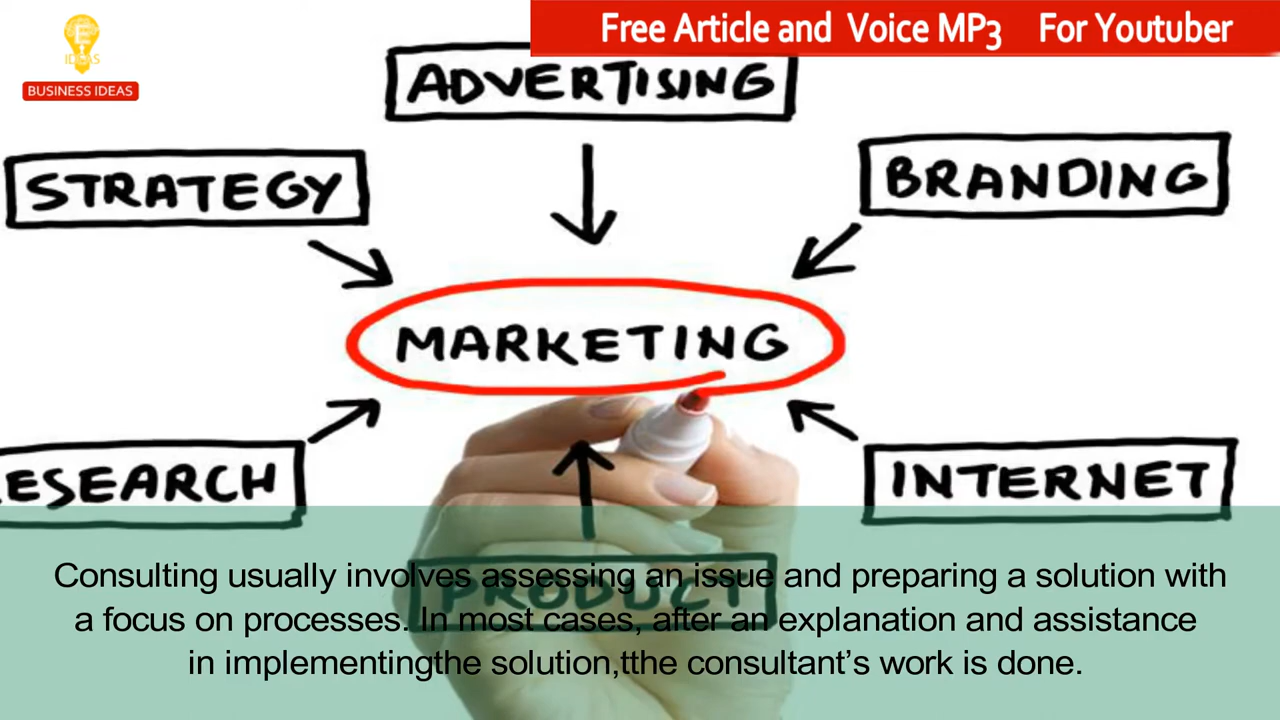 Free Article and Voice MP3 For Youtuber
IDEAS
BUSINESS IDEAS
ADVERTISING
STRATEGY
BRANDING
MARKETING
ESEARCH
INTERNET
PRODUCT
Consulting usually involves assessing an issue and preparing a solution with
a focus on processes. In most cases, after an explanation and assistance
in implementingthe solution,tthe consultant’s work is done.